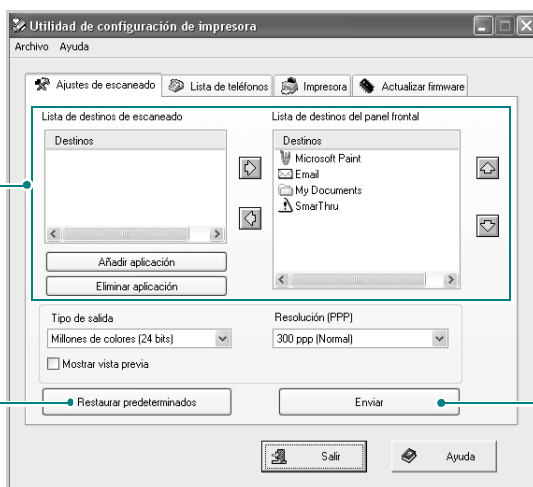 Utilidad de configuración de impresora
Archivo Ayuda
Ajustes de escaneado Lista de teléfonos Impresora Actualizar firmware
Lista de destinos de escaneado
Destinos
Añadir aplicación
Eliminar aplicación
Lista de destinos del panel frontal
Destinos
Microsoft Paint
Email
My Documents
SmarThru
Tipo de salida
Millones de colores (24 bits)
Mostrar vista previa
Resolución (PPP)
300 ppp (Normal)
Restaurar predeterminados
Enviar
Salir
Ayuda